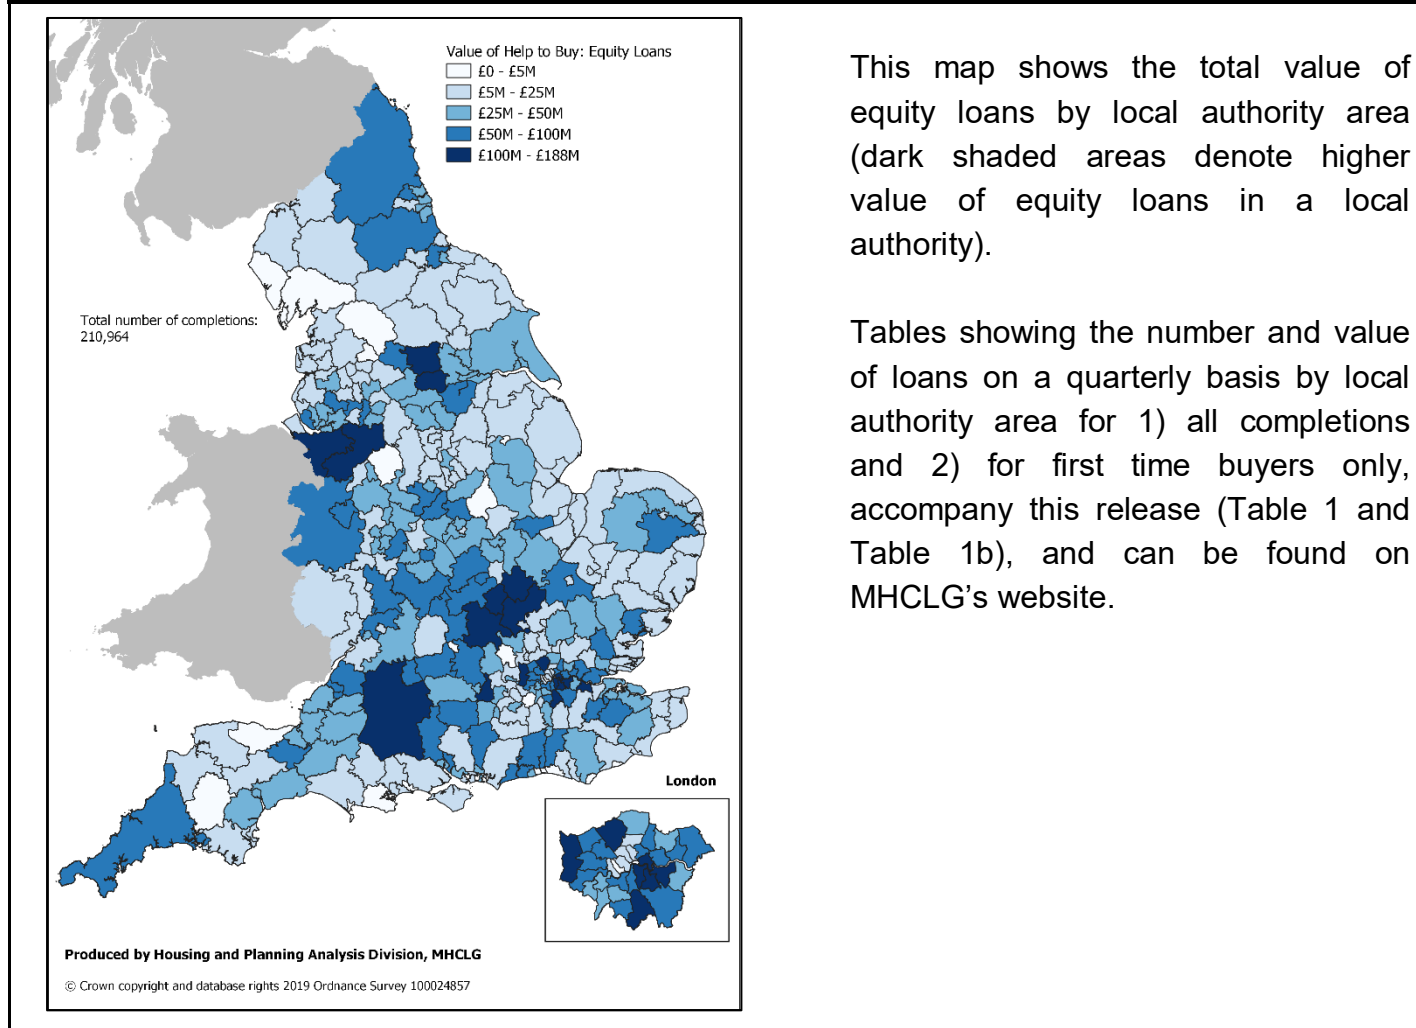 Value of Help to Buy: Equity Loans
£0 - £5M
£5M - £25M
£25M - £50M
£50M - £100M
£100M - £188M
Total number of completions:
210,964
London
Produced by Housing and Planning Analysis Division, MHCLG
© Crown copyright and database rights 2019 Ordnance Survey 100024857
This map shows the total value of
equity loans by local authority area
(dark shaded areas denote higher
value of equity loans in a local
authority).
Tables showing the number and value
of loans on a quarterly basis by local
authority area for 1) all completions
and 2) for first time buyers only,
accompany this release (Table 1 and
Table 1b), and can be found on
MHCLG’s website.